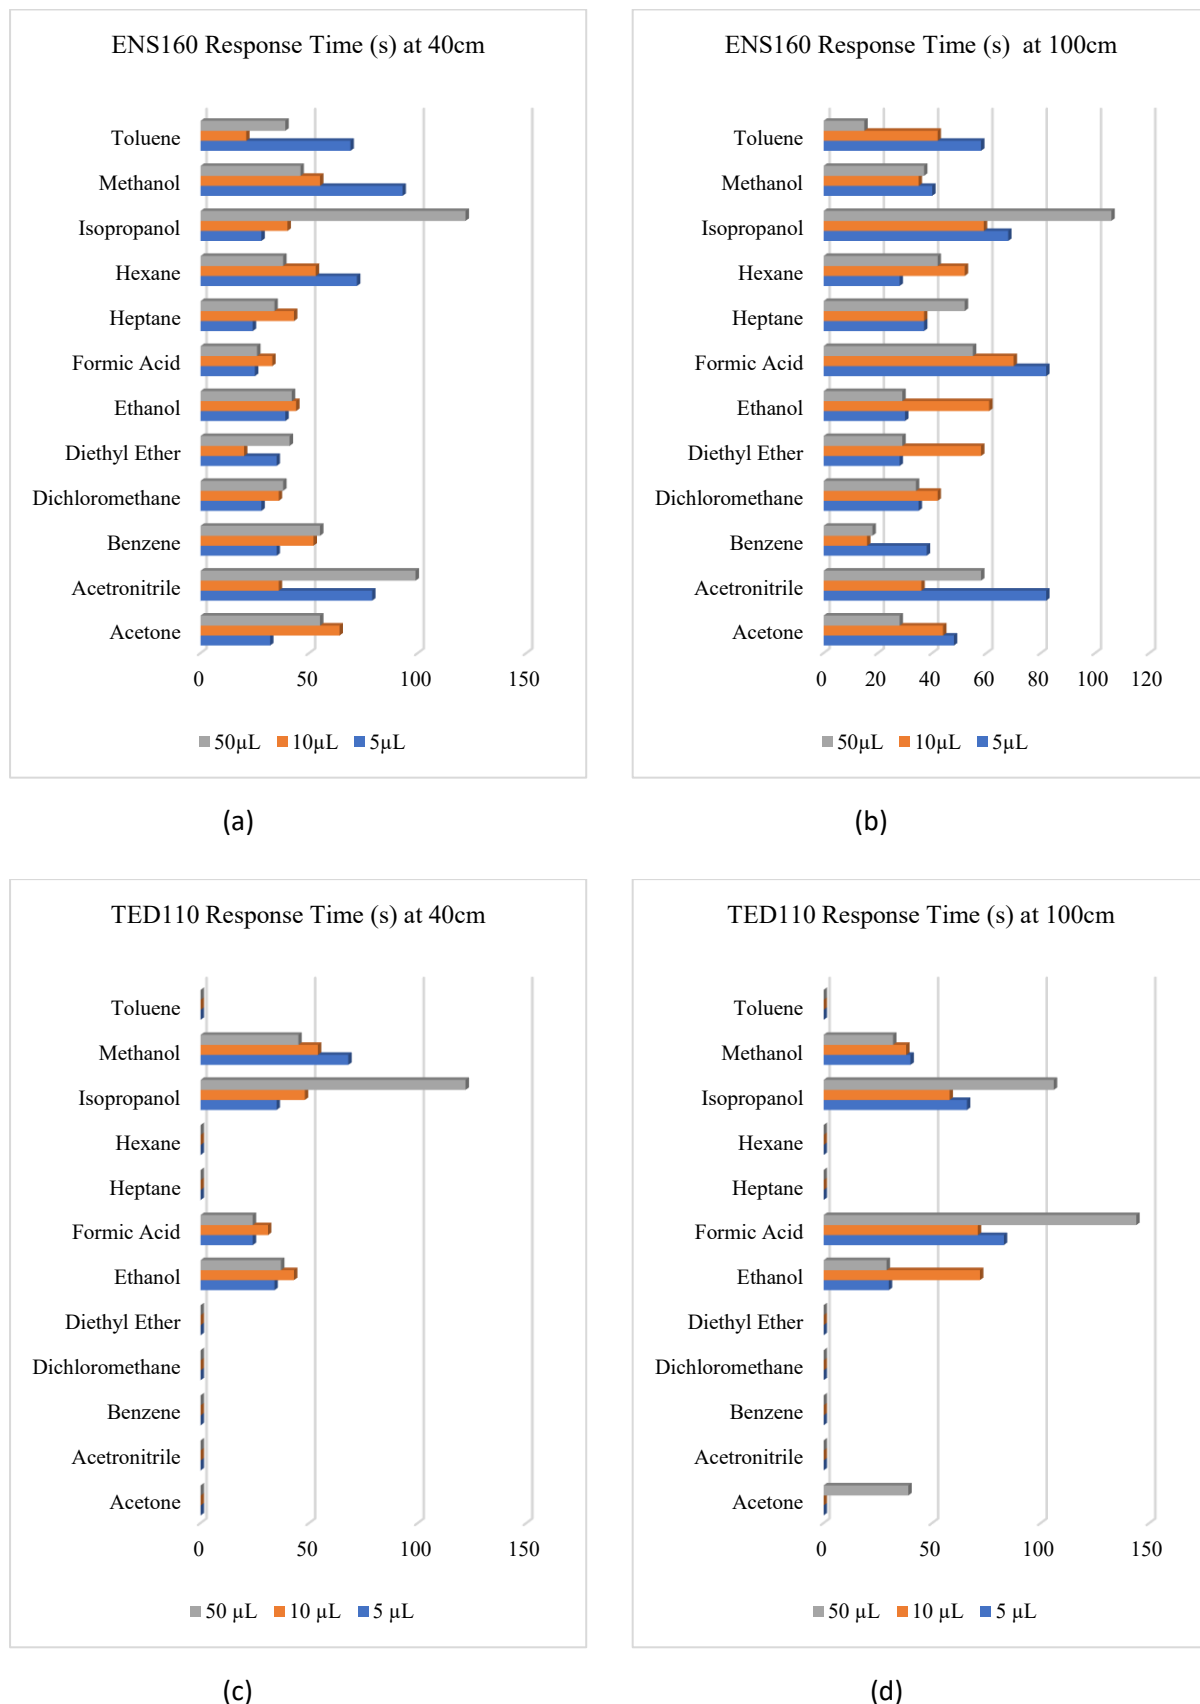 ENS160 Response Time (s) at 40cm
Toluene
Methanol
Isopropanol
Hexane
Heptane
Formic Acid
Ethanol
Diethyl Ether
Dichloromethane
Benzene
Acetronitrile
Acetone
0 50 100 150
50µL 10µL 5µL
(a)
ENS160 Response Time (s) at 100cm
Toluene
Methanol
Isopropanol
Hexane
Heptane
Formic Acid
Ethanol
Diethyl Ether
Dichloromethane
Benzene
Acetronitrile
Acetone
0 20 40 60 80 100 120
50µL 10µL 5µL
(b)
TED110 Response Time (s) at 40cm
Toluene
Methanol
Isopropanol
Hexane
Heptane
Formic Acid
Ethanol
Diethyl Ether
Dichloromethane
Benzene
Acetronitrile
Acetone
0 50 100 150
50 µL 10 µL 5 µL
(c)
TED110 Response Time (s) at 100cm
Toluene
Methanol
Isopropanol
Hexane
Heptane
Formic Acid
Ethanol
Diethyl Ether
Dichloromethane
Benzene
Acetronitrile
Acetone
0 50 100 150
50 µL 10 µL 5 µL
(d)